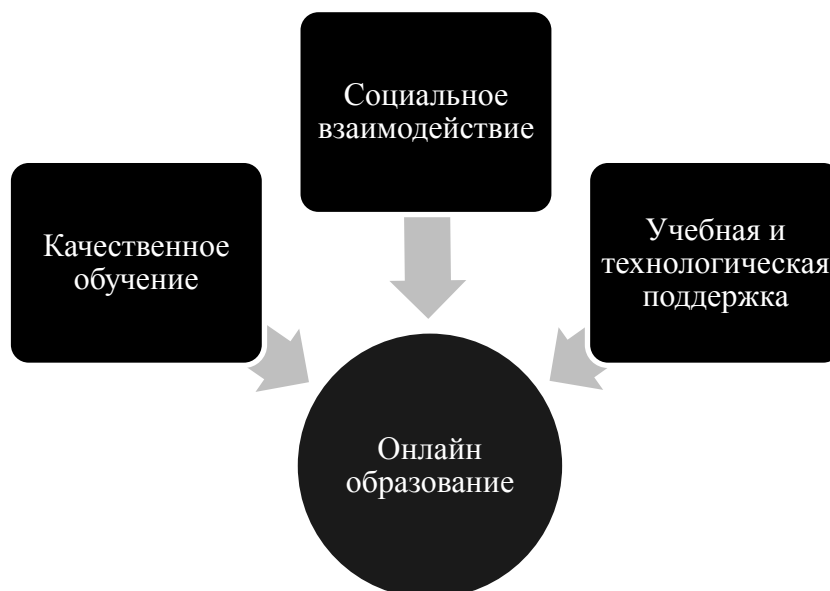 Социальное
взаимодействие
Качественное
обучение
Учебная и
технологическая
поддержка
Онлайн
образование